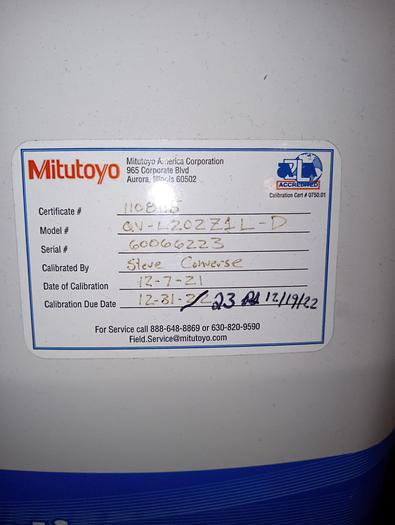 Mitutoyo
Mitutoyo America Corporation
965 Corporate Blvd
Aurora, Illinois 60502
ACCREDITED
Calibration Cert # 0750.01
Certificate #
Model # QV-L202Z1L-D
Serial # 60066223
Calibrated By Steve Converse
Date of Calibration 12-7-21
Calibration Due Date 12-31-22 / 23 12/19/22
For Service call 888-648-8869 or 630-820-9590
Field.Service@mitutoyo.com